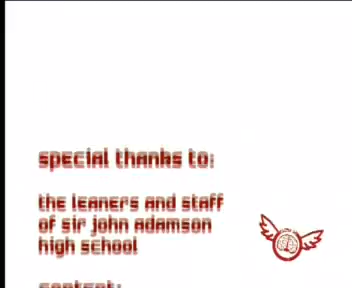 special thanks to:
the leaners and staff
of sir john adamson
high school